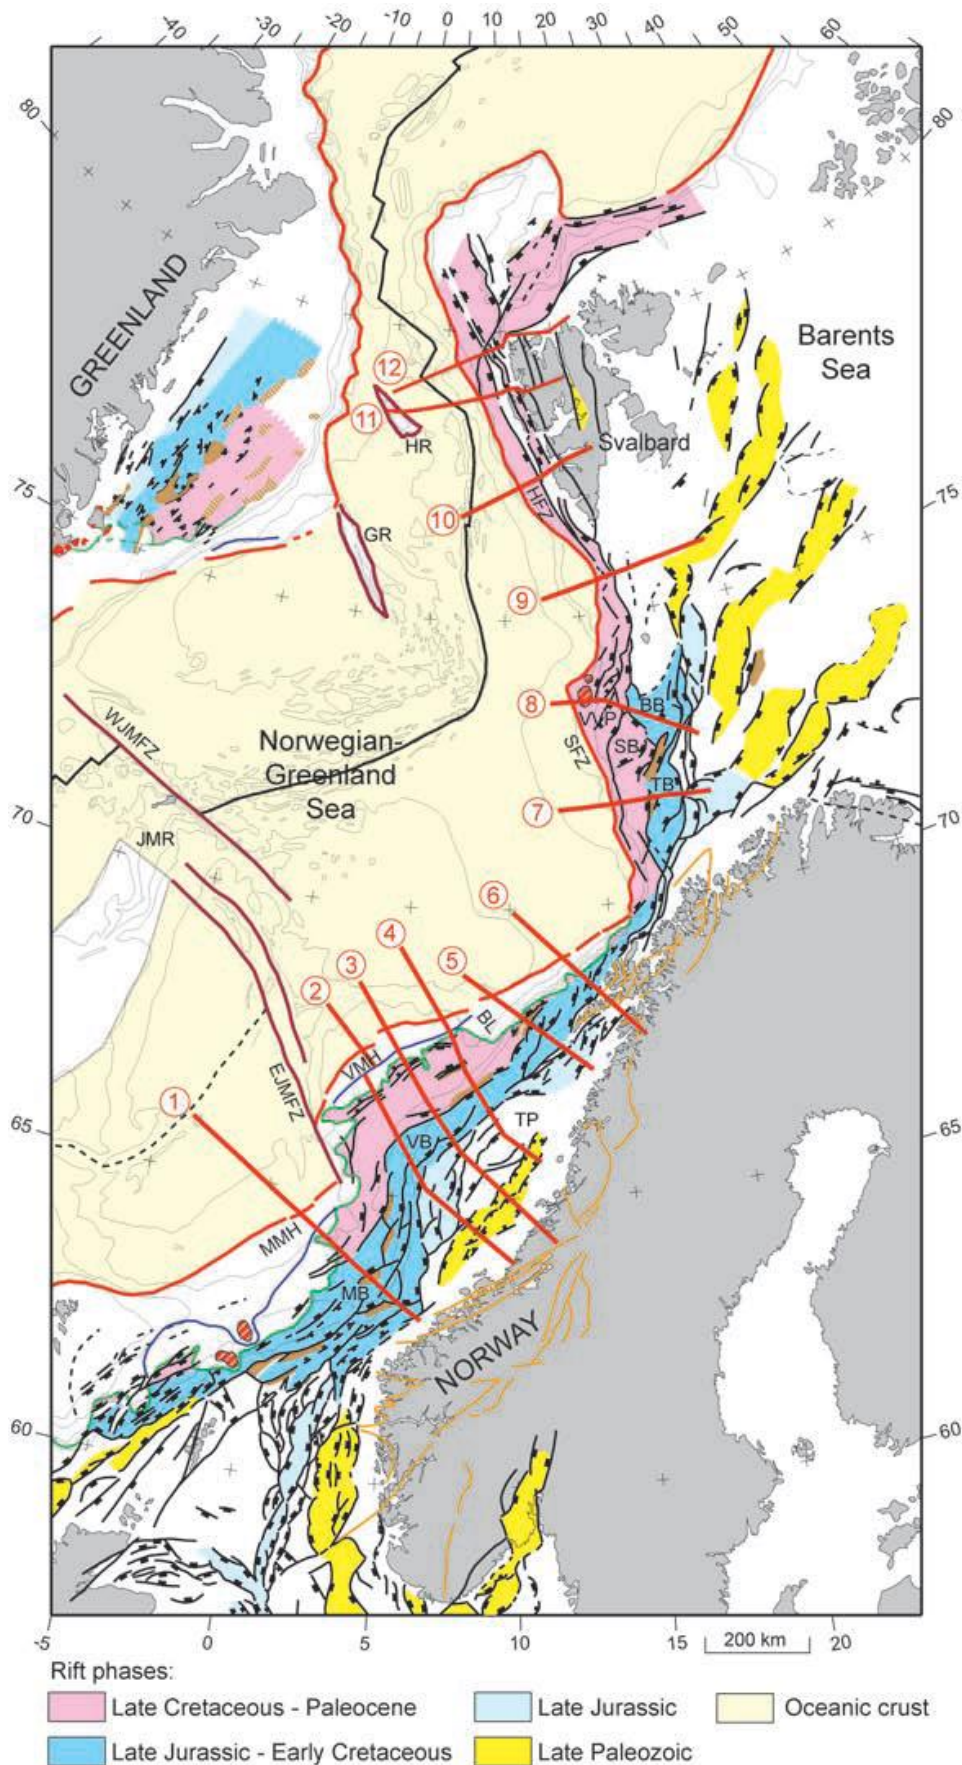 -40 -30 -20 -10 0 10 20 30 40 50 60
80
80
GREENLAND
Barents
Sea
12
11
HR
Svalbard
75
75
HFZ
10
GR
9
8
BB
VVP
WJMFZ
Norwegian-
Greenland
Sea
SB
SFZ
TB
7
70
70
JMR
6
4
5
3
2
BL
VMH
EJMFZ
1
TP
65
65
VB
MMH
MB
NORWAY
60
60
-5 0 5 10 15 200 km 20
Rift phases:
Late Cretaceous - Paleocene
Late Jurassic
Oceanic crust
Late Jurassic - Early Cretaceous
Late Paleozoic